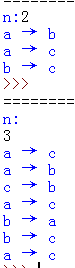 ========
n:2
a → b
a → c
b → c
>>>
========
n:
3
a → c
a → b
c → b
a → c
b → a
b → c
a → c
>>>